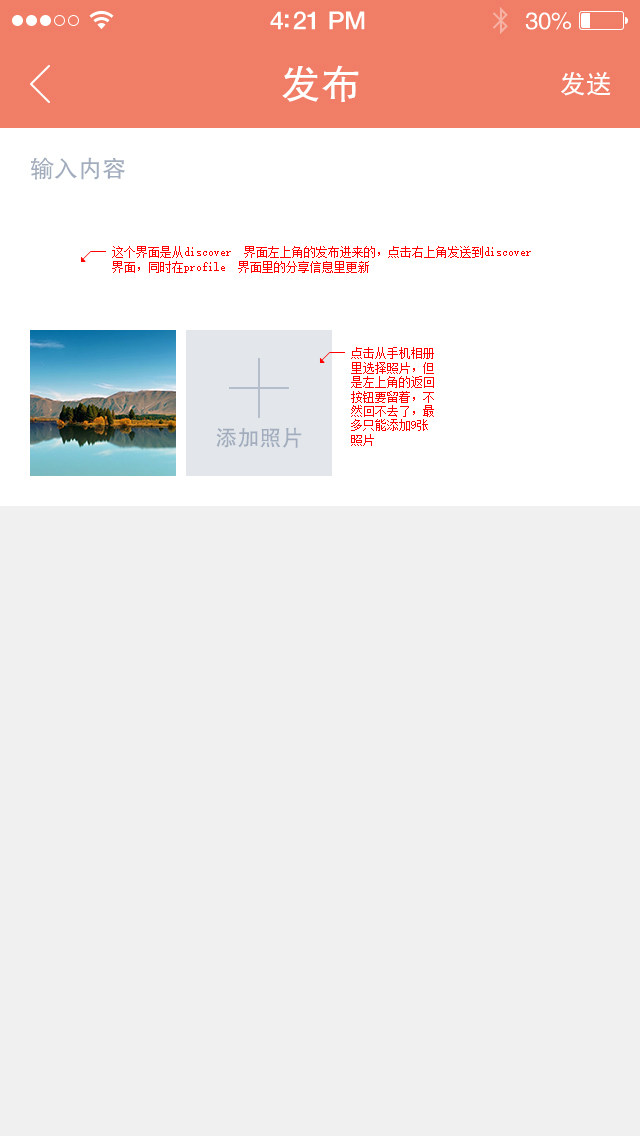 4:21 PM
30%
发布
发送
输入内容
这个界面是从discover 界面左上角的发布进来的，点击右上角发送到discover
界面，同时在profile 界面里的分享信息里更新
添加照片
点击从手机相册
里选择照片，但
是左上角的返回
按钮要留着，不
然回不去了，最
多只能添加9张
照片